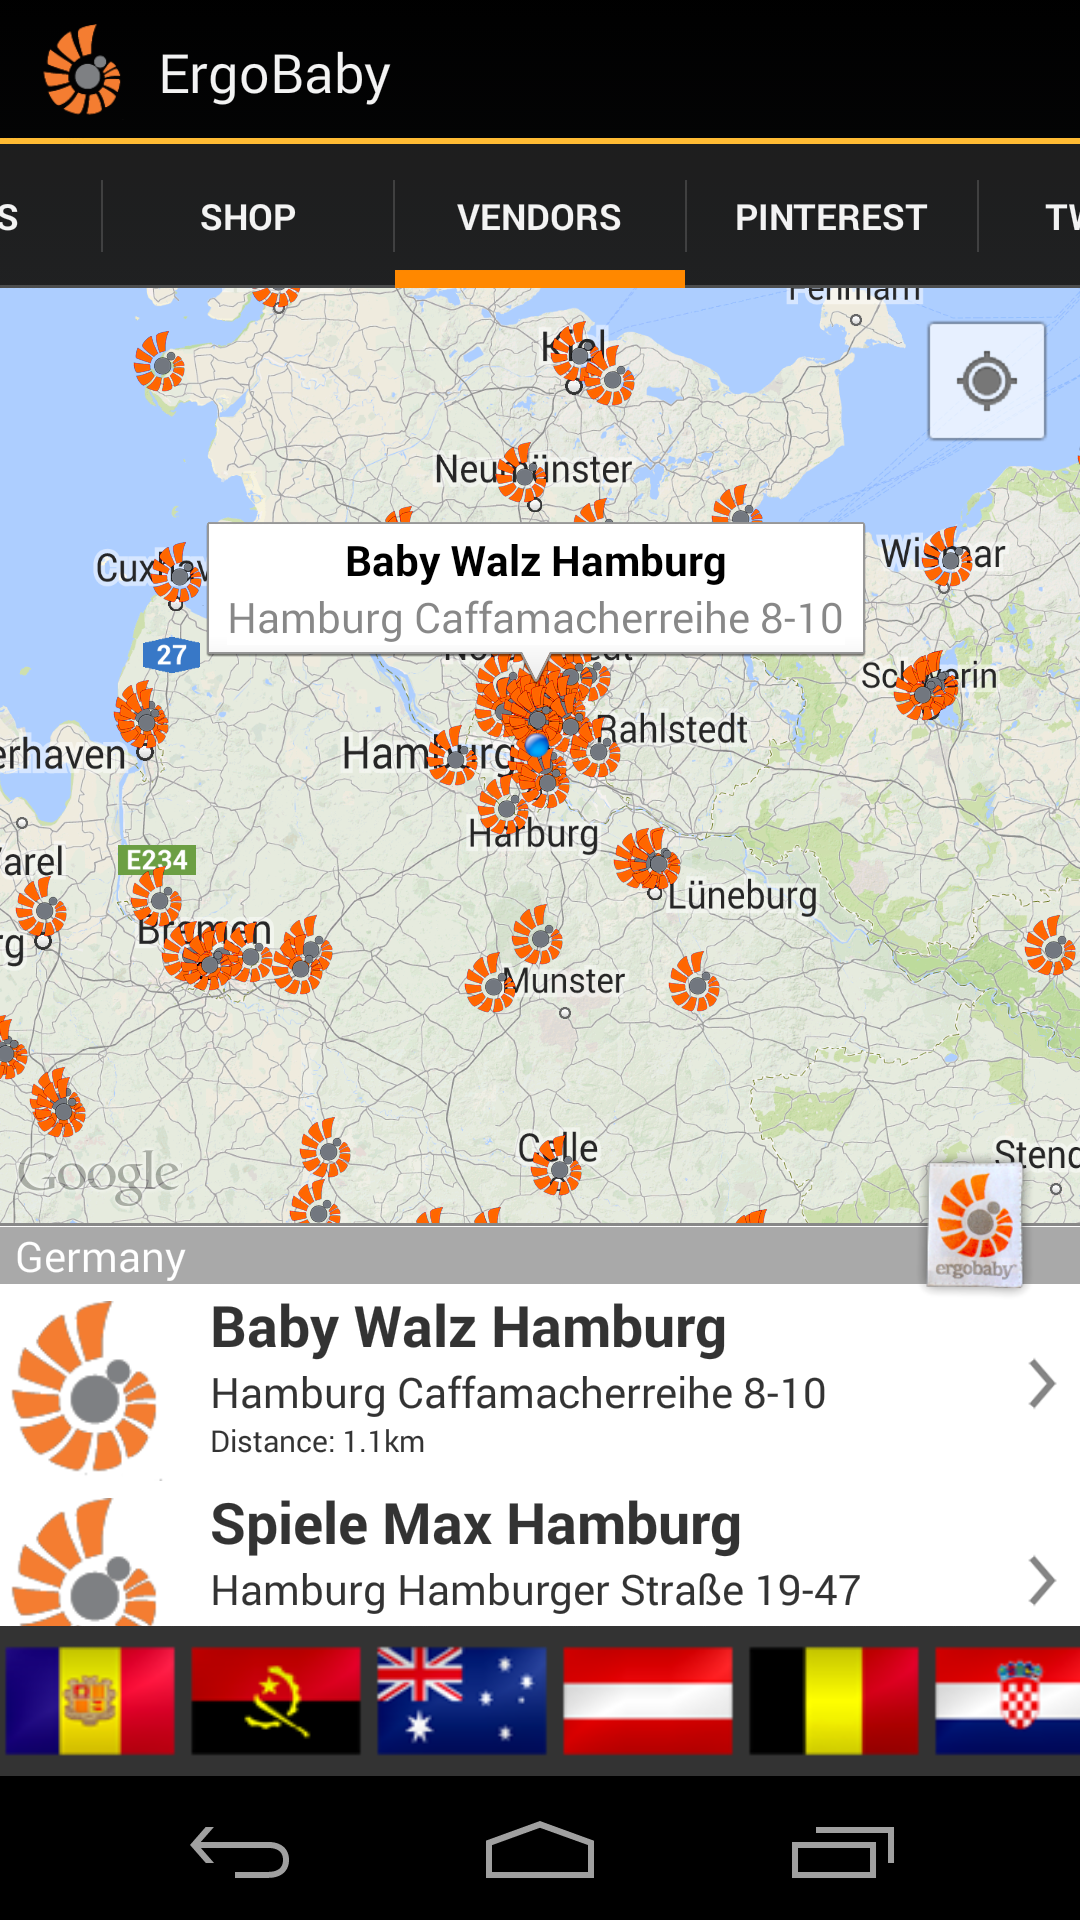 ErgoBaby
S
SHOP
VENDORS
PINTEREST
TW
Fehmarn
Kiel
Neumünster
Cuxhav
Wismar
Baby Walz Hamburg
Hamburg Caffamacherreihe 8-10
27
Schwerin
Rahlstedt
Hamburg
erhaven
Harburg
E234
arel
Lüneburg
Bremen
rg
Munster
Celle
Stend
Google
ergobaby
Germany
Baby Walz Hamburg
Hamburg Caffamacherreihe 8-10
Distance: 1.1km
Spiele Max Hamburg
Hamburg Hamburger Straße 19-47